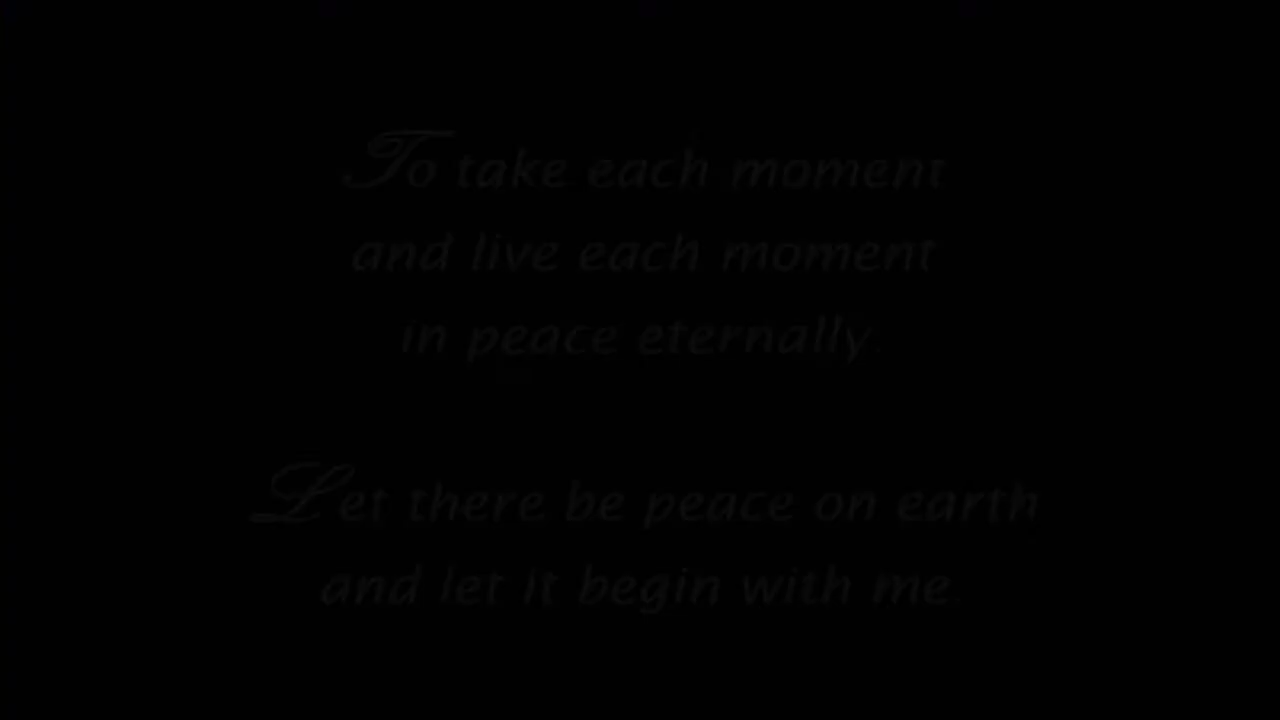 To take each moment
and live each moment
in peace eternally.
Let there be peace on earth
and let it begin with me.